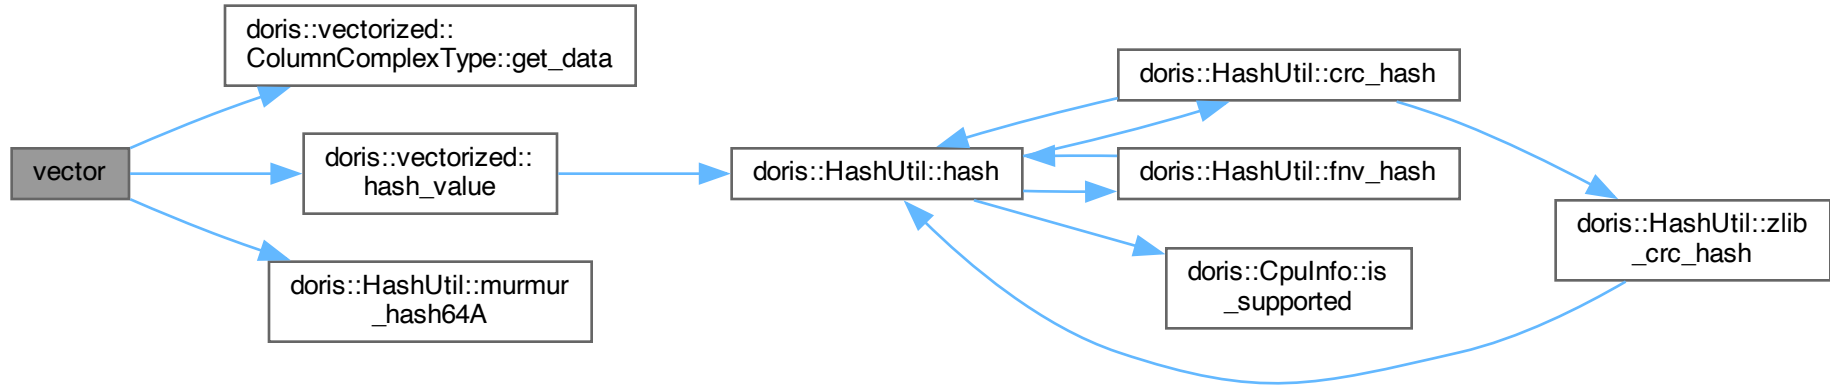 vector
doris::vectorized::
ColumnComplexType::get_data
doris::vectorized::
hash_value
doris::HashUtil::murmur
_hash64A
doris::HashUtil::hash
doris::HashUtil::crc_hash
doris::HashUtil::fnv_hash
doris::CpuInfo::is
_supported
doris::HashUtil::zlib
_crc_hash